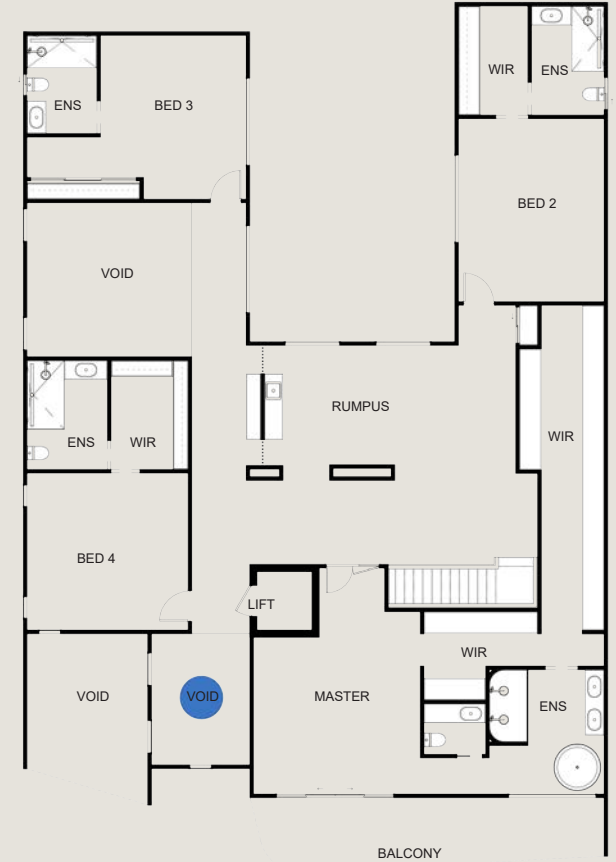 WIR
ENS
ENS
BED 3
BED 2
VOID
RUMPUS
ENS
WIR
WIR
BED 4
LIFT
WIR
VOID
VOID
MASTER
ENS
BALCONY